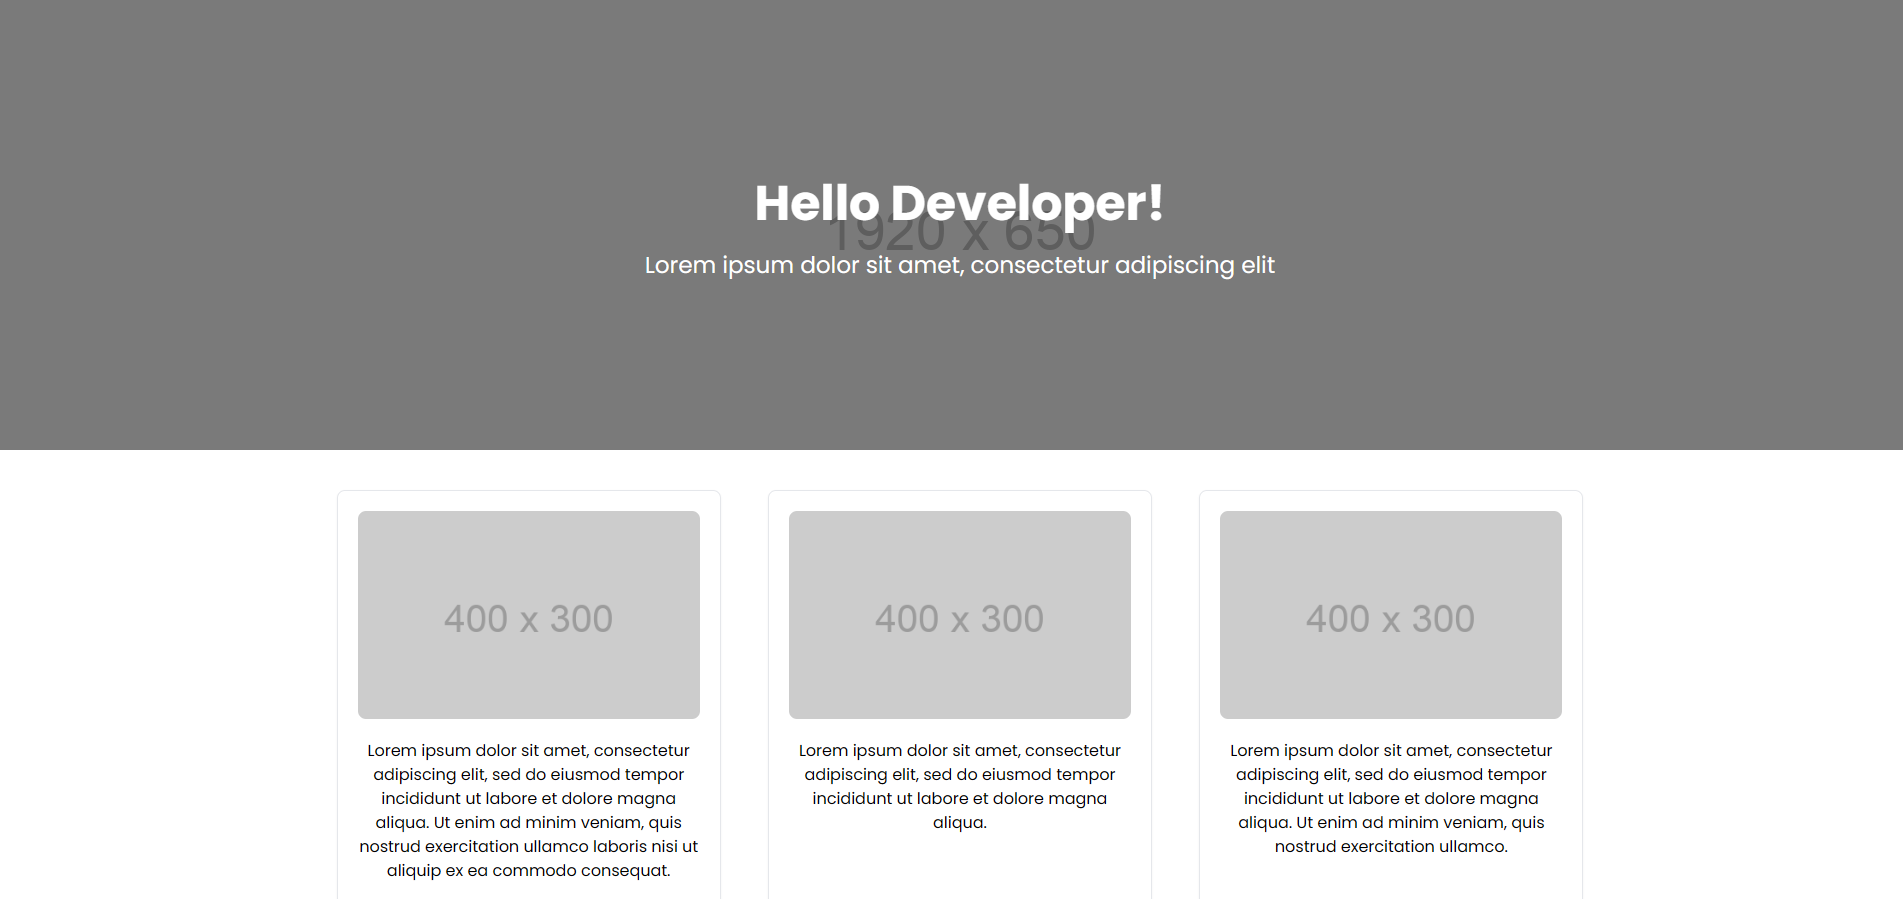 Hello Developer!
1920 x 650
Lorem ipsum dolor sit amet, consectetur adipiscing elit
400 x 300
Lorem ipsum dolor sit amet, consectetur
adipiscing elit, sed do eiusmod tempor
incididunt ut labore et dolore magna
aliqua. Ut enim ad minim veniam, quis
nostrud exercitation ullamco laboris nisi ut
aliquip ex ea commodo consequat.
400 x 300
Lorem ipsum dolor sit amet, consectetur
adipiscing elit, sed do eiusmod tempor
incididunt ut labore et dolore magna
aliqua.
400 x 300
Lorem ipsum dolor sit amet, consectetur
adipiscing elit, sed do eiusmod tempor
incididunt ut labore et dolore magna
aliqua. Ut enim ad minim veniam, quis
nostrud exercitation ullamco.